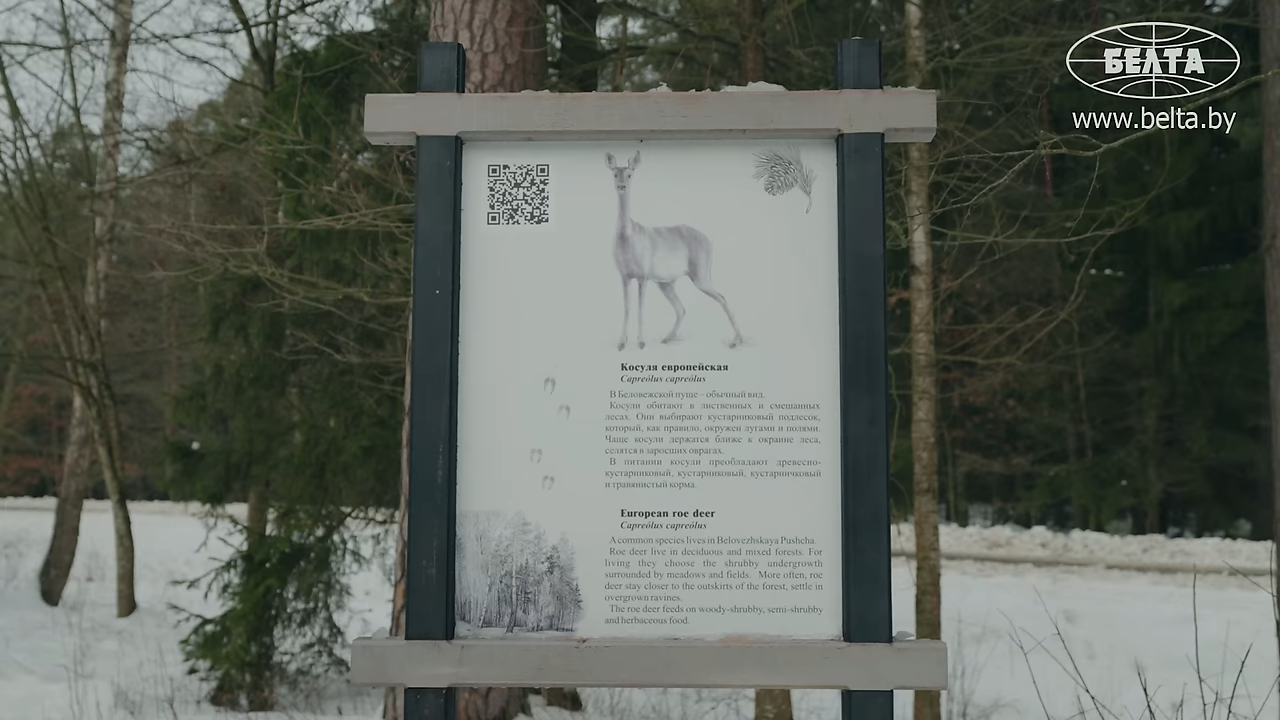 БЕЛТА
www.belta.by
Косуля европейская
Capreólus capreólus
В Беловежской пуще – обычный вид.
Косули обитают в лиственных и смешанных
лесах. Они выбирают кустарниковый подлесок,
который, как правило, окружен лугами и полями.
Чаще косули держатся ближе к окраине леса,
селятся в заросших оврагах.
В питании косули преобладают древесно-
кустарниковый, кустарниковый, кустарничковый
и травянистый корма.
European roe deer
Capreólus capreólus
A common species lives in Belovezhskaya Pushcha.
Roe deer live in deciduous and mixed forests. For
living they choose the shrubby undergrowth
surrounded by meadows and fields. More often, roe
deer stay closer to the outskirts of the forest, settle in
overgrown ravines.
The roe deer feeds on woody-shrubby, semi-shrubby
and herbaceous food.